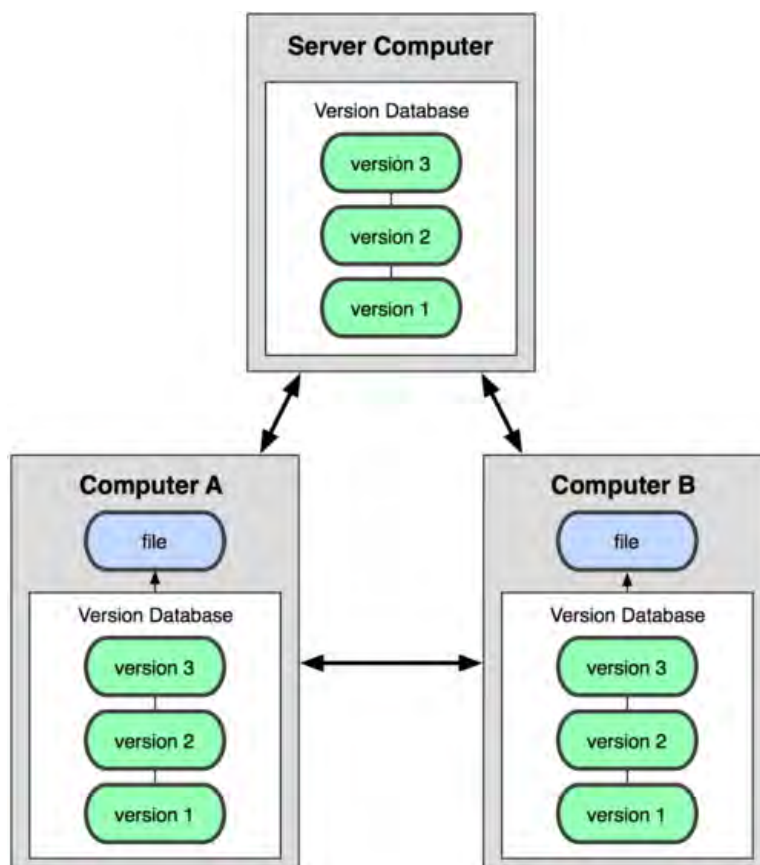 Server Computer
Version Database
version 3
version 2
version 1
Computer A
file
Version Database
version 3
version 2
version 1
Computer B
file
Version Database
version 3
version 2
version 1